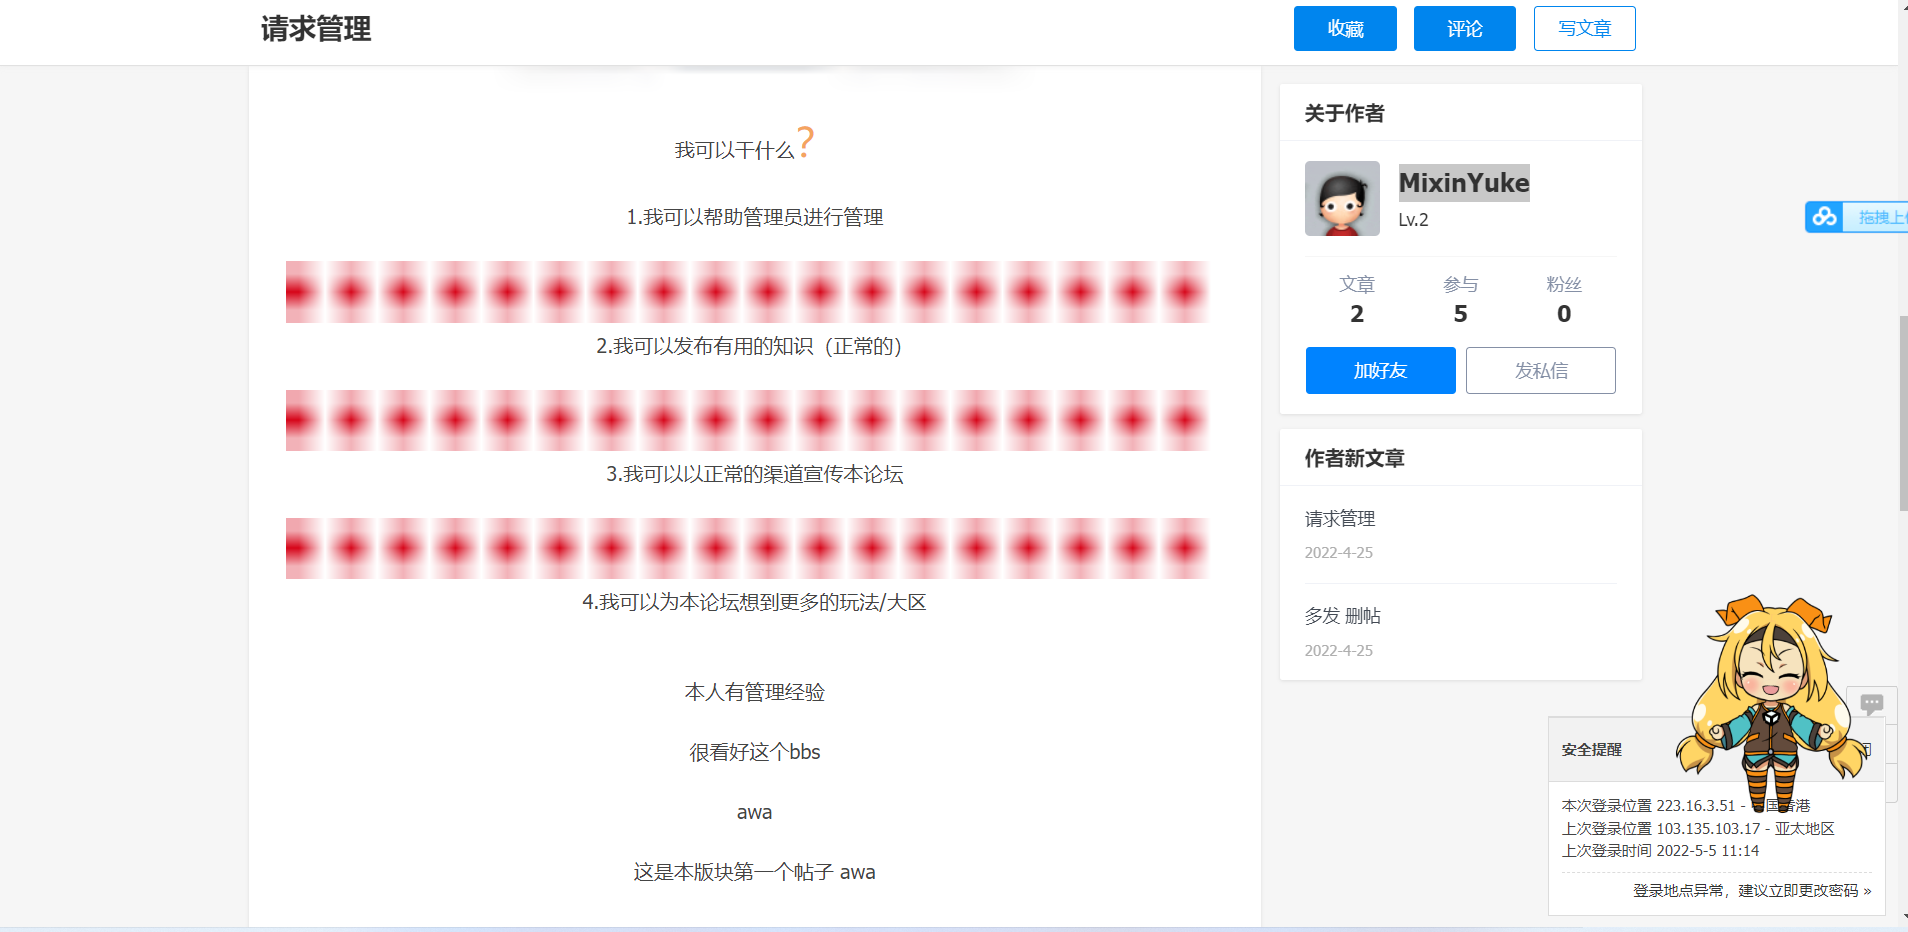 请求管理
收藏
评论
写文章
我可以干什么?
1.我可以帮助管理员进行管理
2.我可以发布有用的知识（正常的）
3.我可以以正常的渠道宣传本论坛
4.我可以为本论坛想到更多的玩法/大区
本人有管理经验
很看好这个bbs
awa
这是本版块第一个帖子 awa
关于作者
MixinYuke
Lv.2
文章 参与 粉丝
2 5 0
加好友
发私信
作者新文章
请求管理
2022-4-25
多发 删帖
2022-4-25
拖拽上
安全提醒
本次登录位置 223.16.3.51 - 国香港
上次登录位置 103.135.103.17 - 亚太地区
上次登录时间 2022-5-5 11:14
登录地点异常，建议立即更改密码 »